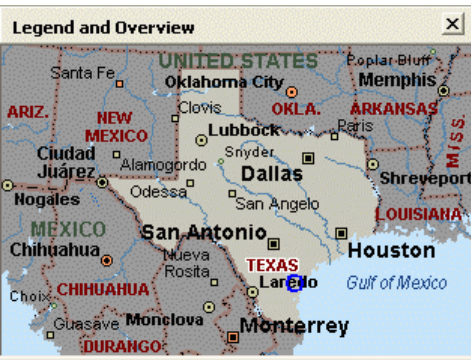 Legend and Overview
UNITED STATES
Poplar Bluff
Santa Fe
Oklahoma City
Memphis
ARIZ.
NEW
MEXICO
Clovis
OKLA.
ARKANSAS
MISS.
Lubbock
Paris
Ciudad
Juárez
Alamogordo
Snyder
Dallas
Shreveport
Odessa
San Angelo
Nogales
LOUISIANA
MEXICO
San Antonio
Houston
Chihuahua
Nueva
Rosita
TEXAS
Laredo
Gulf of Mexico
CHIHUAHUA
Choix
Guasave
Monclova
Monterrey
DURANGO